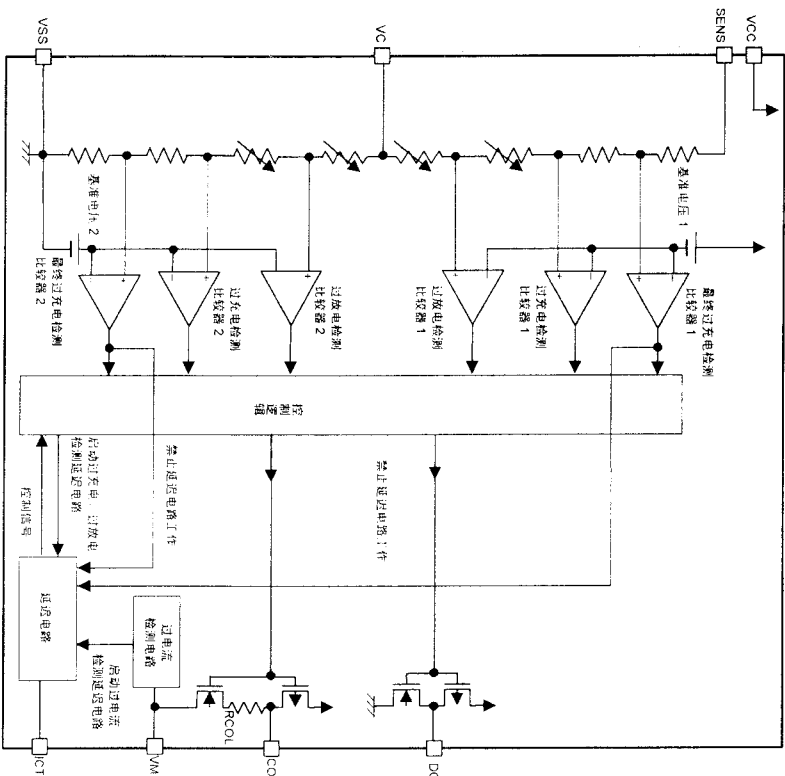 VSS
VC
SENS
VCC
基准电压 2
基准电压 1
最终过充电检测
比较器 2
过充电检测
比较器 2
过放电检测
比较器 2
过放电检测
比较器 1
过充电检测
比较器 1
最终过充电检测
比较器 1
控制逻辑
控制信号
启动过充电、过放电
检测延迟电路
禁止延迟电路工作
禁止延迟电路工作
延迟电路
过电流
检测电路
启动过电流
检测延迟电路
RCOL
ICT
VM
CO
DO